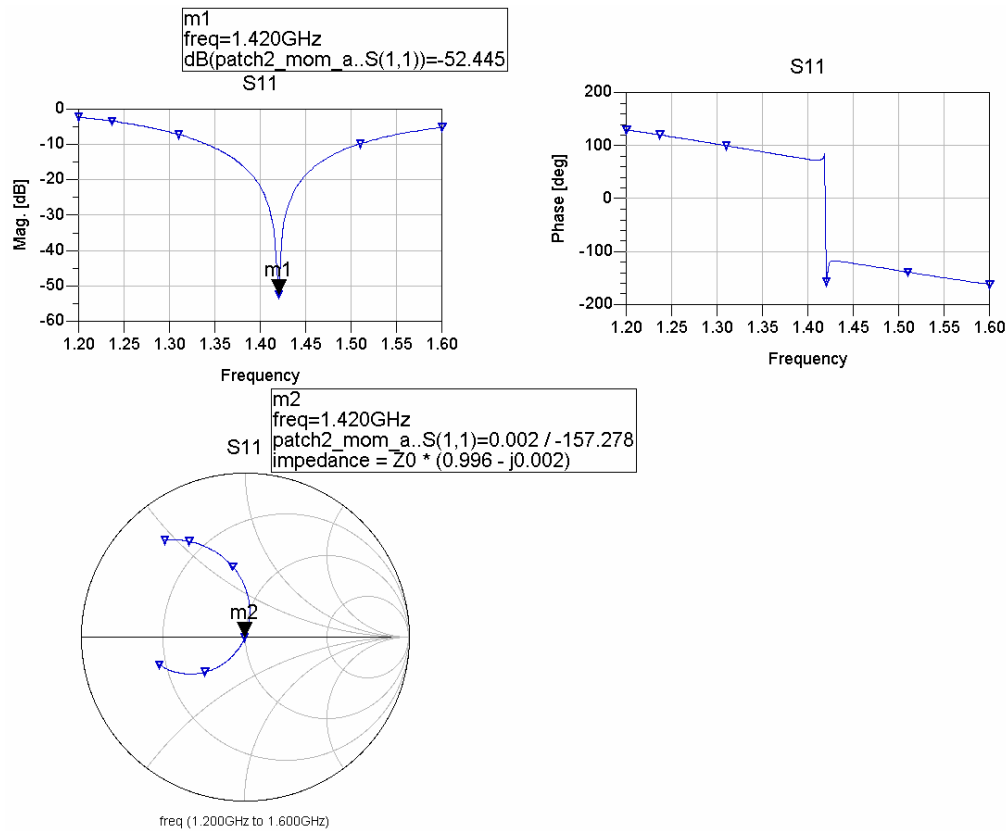 m1
freq=1.420GHz
dB(patch2_mom_a..S(1,1))=-52.445
S11
0
-10
-20
-30
-40
-50
-60
Mag. [dB]
m1
1.20 1.25 1.30 1.35 1.40 1.45 1.50 1.55 1.60
Frequency
S11
200
100
0
-100
-200
Phase [deg]
1.20 1.25 1.30 1.35 1.40 1.45 1.50 1.55 1.60
Frequency
m2
freq=1.420GHz
patch2_mom_a..S(1,1)=0.002 / -157.278
impedance = Z0 * (0.996 - j0.002)
S11
m2
freq (1.200GHz to 1.600GHz)